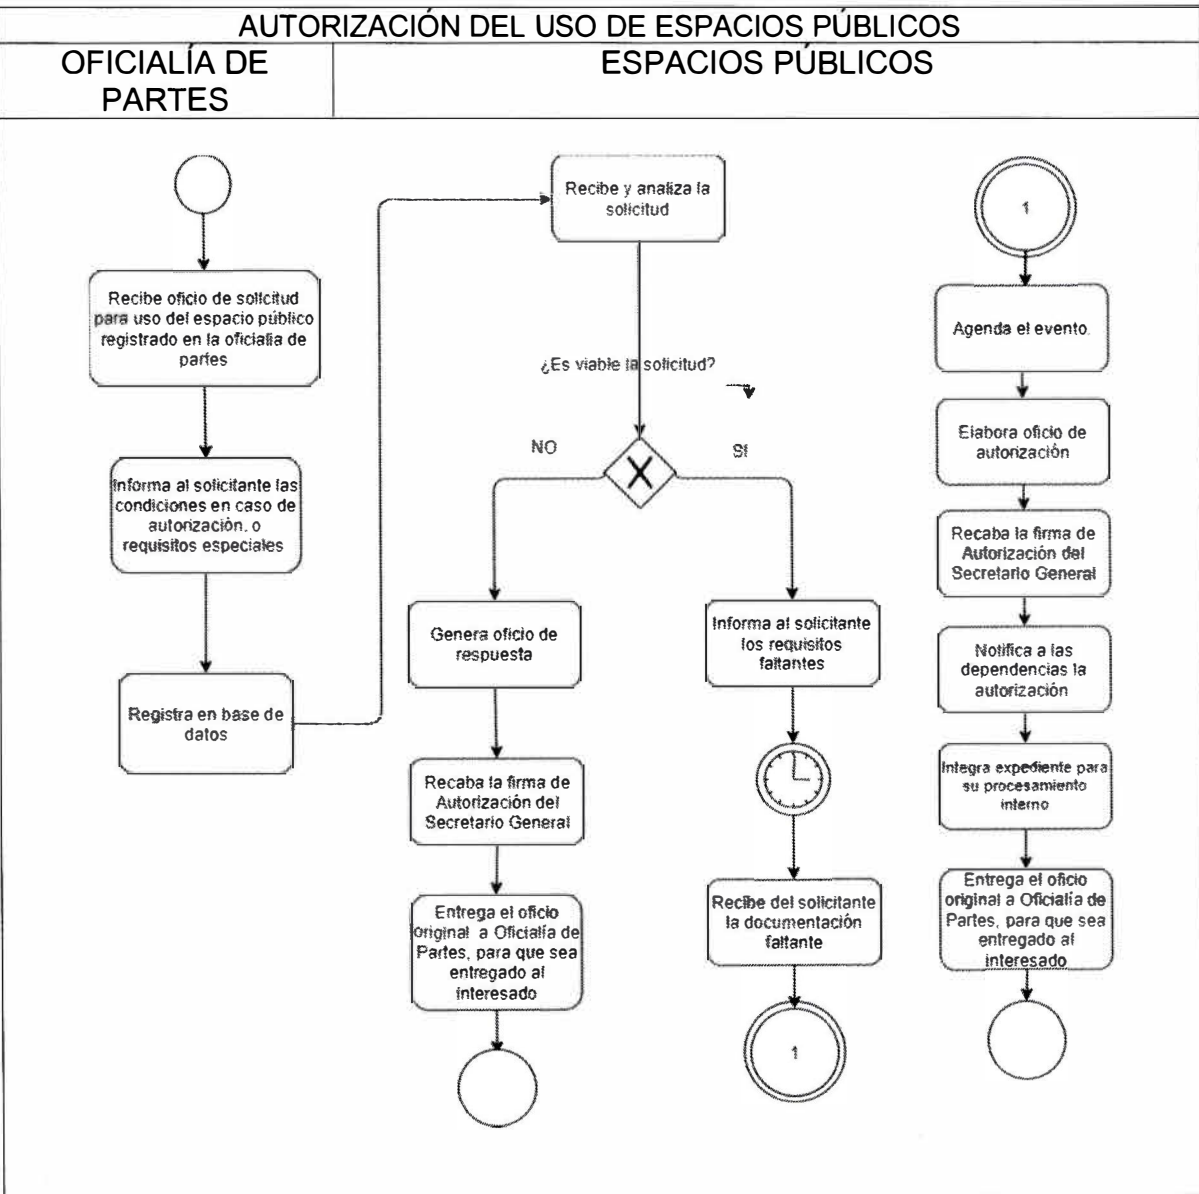 AUTORIZACIÓN DEL USO DE ESPACIOS PÚBLICOS
OFICIALÍA DE
PARTES
ESPACIOS PÚBLICOS
Recibe oficio de solicitud
para uso del espacio público
registrado en la oficialía de
partes
Informa al solicitante las
condiciones en caso de
autorización, o
requisitos especiales
Registra en base de
datos
Recibe y analiza la
solicitud
¿Es viable la solicitud?
NO
SI
Genera oficio de
respuesta
Recaba la firma de
Autorización del
Secretario General
Entrega el oficio
original a Oficialía de
Partes, para que sea
entregado al
interesado
Informa al solicitante
los requisitos
faltantes
Recibe del solicitante
la documentación
faltante
1
1
Agenda el evento.
Elabora oficio de
autorización
Recaba la firma de
Autorización del
Secretario General
Notifica a las
dependencias la
autorización
Integra expediente para
su procesamiento
interno
Entrega el oficio
original a Oficialía de
Partes, para que sea
entregado al
interesado